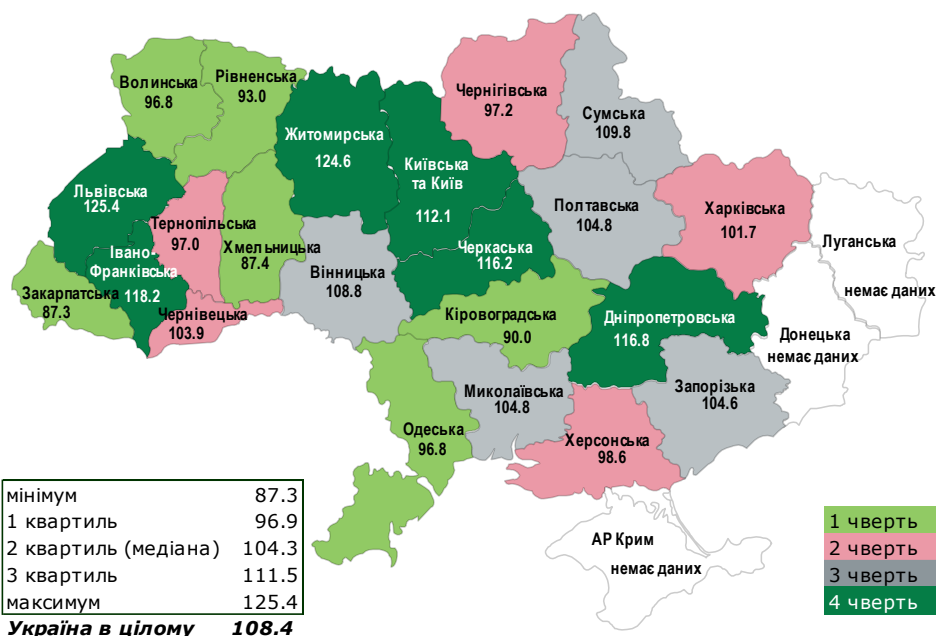 Волинська
96.8
Рівненська
93.0
Житомирська
124.6
Київська
та Київ
112.1
Чернігівська
97.2
Сумська
109.8
Львівська
125.4
Тернопільська
97.0
Хмельницька
87.4
Івано-
Франківська
118.2
Закарпатська
87.3
Чернівецька
103.9
Вінницька
108.8
Черкаська
116.2
Полтавська
104.8
Харківська
101.7
Луганська
немає даних
Донецька
немає даних
Кіровоградська
90.0
Дніпропетровська
116.8
Миколаївська
104.8
Запорізька
104.6
Одеська
96.8
Херсонська
98.6
АР Крим
немає даних
мінімум 87.3
1 квартиль 96.9
2 квартиль (медіана) 104.3
3 квартиль 111.5
максимум 125.4
Україна в цілому 108.4
1 чверть
2 чверть
3 чверть
4 чверть